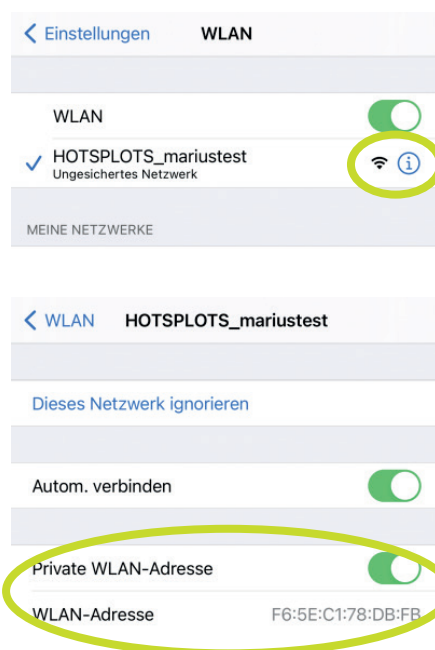 Einstellungen WLAN
WLAN
HOTSPLOTS_mariustest
Ungesichertes Netzwerk
MEINE NETZWERKE
WLAN HOTSPLOTS_mariustest
Dieses Netzwerk ignorieren
Autom. verbinden
Private WLAN-Adresse
WLAN-Adresse F6:5E:C1:78:DB:FB